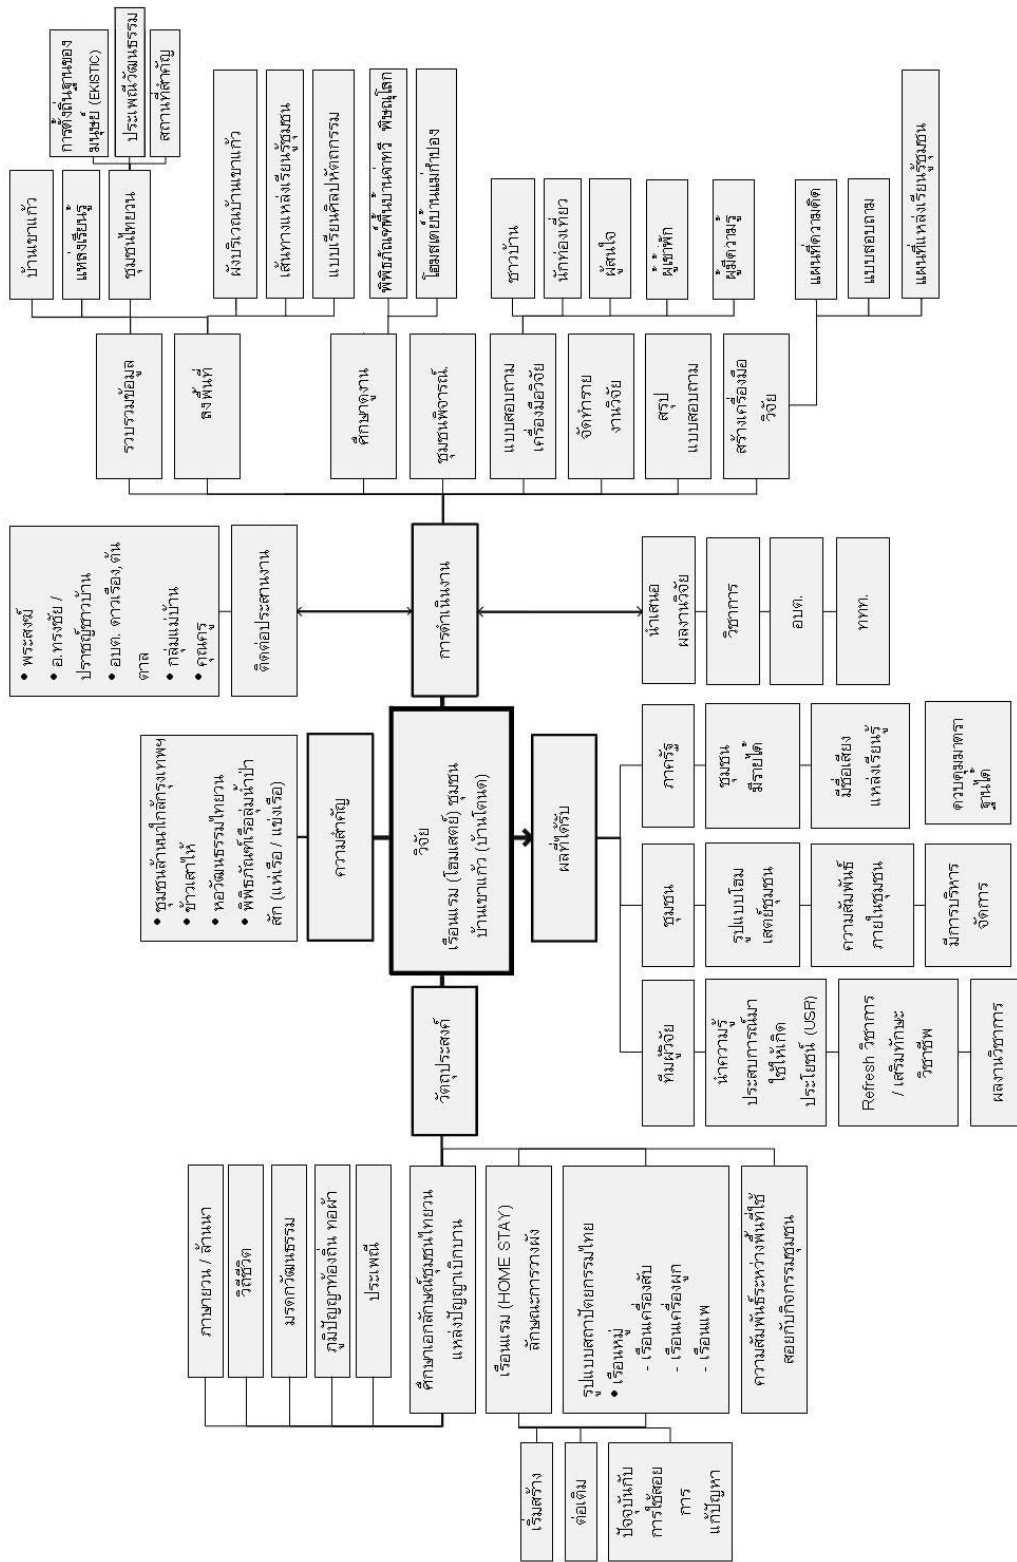 ภาษายวน / ล้านนา
วิถีชีวิต
มรดกวัฒนธรรม
ภูมิปัญญาท้องถิ่น ทอผ้า
ประเพณี
ศึกษาเอกลักษณ์ชุมชนไทยวน
แหล่งปัญญาเบิกบาน
เรือนแรม (HOME STAY)
ลักษณะการวางผัง
รูปแบบสถาปัตยกรรมไทย
• เรือนหมู่
- เรือนเครื่องสับ
- เรือนเครื่องผูก
- เรือนแพ
ความสัมพันธ์ระหว่างพื้นที่ใช้
สอยกับกิจกรรมชุมชน
เริ่มสร้าง
ต่อเติม
ปัจจุบันกับ
การใช้สอย
การ
แก้ปัญหา
วัตถุประสงค์
• ชุมชนล้านนาใกล้กรุงเทพฯ
• ข้าวเสาไห้
• หอวัฒนธรรมไทยวน
• พิพิธภัณฑ์เรือลุ่มน้ำป่า
สัก (แห่เรือ / แข่งเรือ)
ความสำคัญ
วิจัย
เรือนแรม (โฮมเสตย์) ชุมชน
บ้านเขาแก้ว (บ้านโตนด)
ผลที่ได้รับ
ทีมผู้วิจัย
นำความรู้
ประสบการณ์มา
ใช้ให้เกิด
ประโยชน์ (USR)
Refresh วิชาการ
/ เสริมทักษะ
วิชาชีพ
ผลงานวิชาการ
ชุมชน
รูปแบบโฮม
เสตย์ชุมชน
ความสัมพันธ์
ภายในชุมชน
มีการบริหาร
จัดการ
ภาครัฐ
ชุมชน
มีรายได้
มีชื่อเสียง
แหล่งเรียนรู้
ควบคุมมาตรา
ฐานได้
• พระสงฆ์
• อ.ทรงชัย /
ปราชญ์ชาวบ้าน
• อบต. ดาวเรือง, ต้น
ตาล
• กลุ่มแม่บ้าน
• คุณครู
ติดต่อประสานงาน
การดำเนินงาน
นำเสนอ
ผลงานวิจัย
วิชาการ
อบต.
ททท.
รวบรวมข้อมูล
ลงพื้นที่
ศึกษาดูงาน
ชุมชนพิจารณ์
แบบสอบถาม
เครื่องมือวิจัย
จัดทำราย
งานวิจัย
สรุป
แบบสอบถาม
สร้างเครื่องมือ
วิจัย
บ้านเขาแก้ว
แหล่งเรียนรู้
ชุมชนไทยวน
การตั้งถิ่นฐานของ
มนุษย์ (EKISTIC)
ประเพณีวัฒนธรรม
สถานที่สำคัญ
ผังบริเวณบ้านเขาแก้ว
เส้นทางแหล่งเรียนรู้ชุมชน
แบบเรียนศิลปหัตถกรรม
พิพิธภัณฑ์พื้นบ้านจ่าทวี พิษณุโลก
โฮมสเตย์บ้านแม่กำปอง
ชาวบ้าน
นักท่องเที่ยว
ผู้สนใจ
ผู้เข้าพัก
ผู้มีความรู้
แผนที่ความคิด
แบบสอบถาม
แผนที่แหล่งเรียนรู้ชุมชน